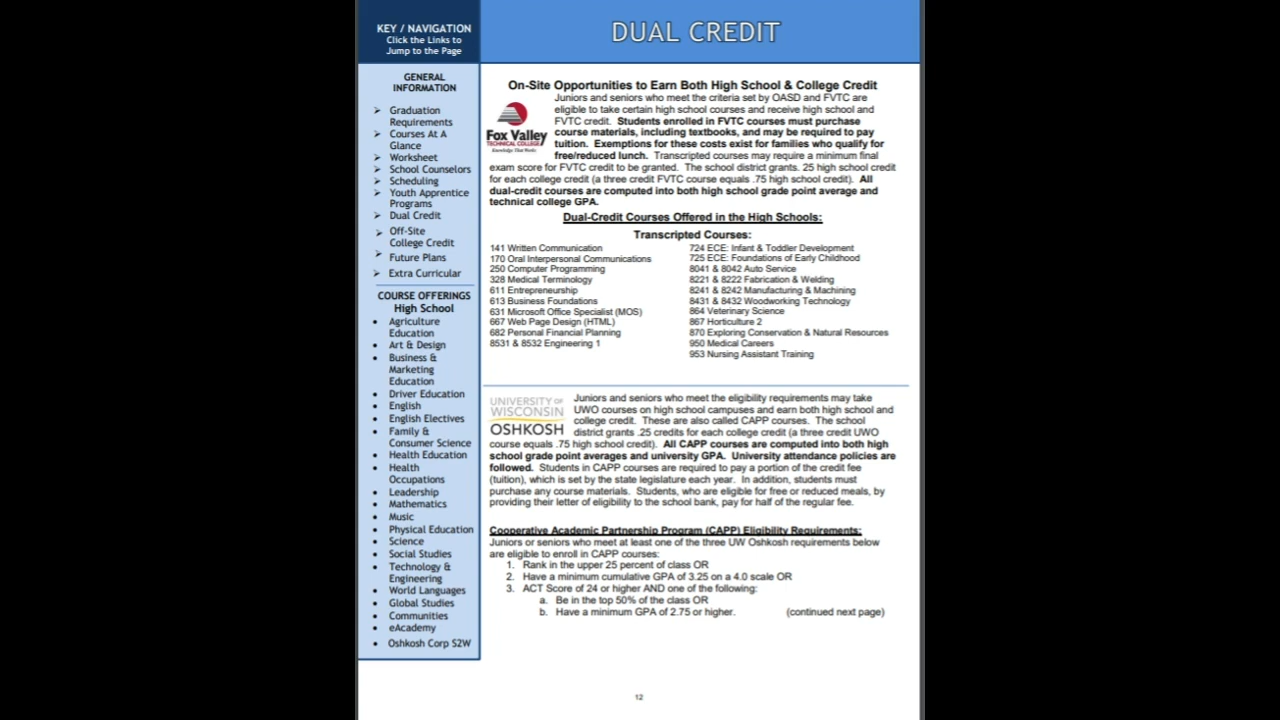 KEY / NAVIGATION
Click the Links to
Jump to the Page
GENERAL
INFORMATION
Graduation
Requirements
Courses At A
Glance
Worksheet
School Counselors
Scheduling
Youth Apprentice
Programs
Dual Credit
Off-Site
College Credit
Future Plans
Extra Curricular
COURSE OFFERINGS
High School
Agriculture
Education
Art & Design
Business &
Marketing
Education
Driver Education
English
English Electives
Family &
Consumer Science
Health Education
Health
Occupations
Leadership
Mathematics
Music
Physical Education
Science
Social Studies
Technology &
Engineering
World Languages
Global Studies
Communities
eAcademy
Oshkosh Corp S2W
DUAL CREDIT
On-Site Opportunities to Earn Both High School & College Credit
Fox Valley
TECHNICAL COLLEGE
Knowledge That Works
Juniors and seniors who meet the criteria set by OASD and FVTC are
eligible to take certain high school courses and receive high school and
FVTC credit. Students enrolled in FVTC courses must purchase
course materials, including textbooks, and may be required to pay
tuition. Exemptions for these costs exist for families who qualify for
free/reduced lunch. Transcripted courses may require a minimum final
exam score for FVTC credit to be granted. The school district grants. 25 high school credit
for each college credit (a three credit FVTC course equals .75 high school credit). All
dual-credit courses are computed into both high school grade point average and
technical college GPA.
Dual-Credit Courses Offered in the High Schools:
Transcripted Courses:
141 Written Communication
170 Oral Interpersonal Communications
250 Computer Programming
328 Medical Terminology
611 Entrepreneurship
613 Business Foundations
631 Microsoft Office Specialist (MOS)
667 Web Page Design (HTML)
682 Personal Financial Planning
8531 & 8532 Engineering 1
724 ECE: Infant & Toddler Development
725 ECE: Foundations of Early Childhood
8041 & 8042 Auto Service
8221 & 8222 Fabrication & Welding
8241 & 8242 Manufacturing & Machining
8431 & 8432 Woodworking Technology
864 Veterinary Science
867 Horticulture 2
870 Exploring Conservation & Natural Resources
950 Medical Careers
953 Nursing Assistant Training
UNIVERSITY OF
WISCONSIN
OSHKOSH
Juniors and seniors who meet the eligibility requirements may take
UWO courses on high school campuses and earn both high school and
college credit. These are also called CAPP courses. The school
district grants .25 credits for each college credit (a three credit UWO
course equals .75 high school credit). All CAPP courses are computed into both high
school grade point averages and university GPA. University attendance policies are
followed. Students in CAPP courses are required to pay a portion of the credit fee
(tuition), which is set by the state legislature each year. In addition, students must
purchase any course materials. Students, who are eligible for free or reduced meals, by
providing their letter of eligibility to the school bank, pay for half of the regular fee.
Cooperative Academic Partnership Program (CAPP) Eligibility Requirements:
Juniors or seniors who meet at least one of the three UW Oshkosh requirements below
are eligible to enroll in CAPP courses:
1. Rank in the upper 25 percent of class OR
2. Have a minimum cumulative GPA of 3.25 on a 4.0 scale OR
3. ACT Score of 24 or higher AND one of the following:
a. Be in the top 50% of the class OR
b. Have a minimum GPA of 2.75 or higher. (continued next page)
12